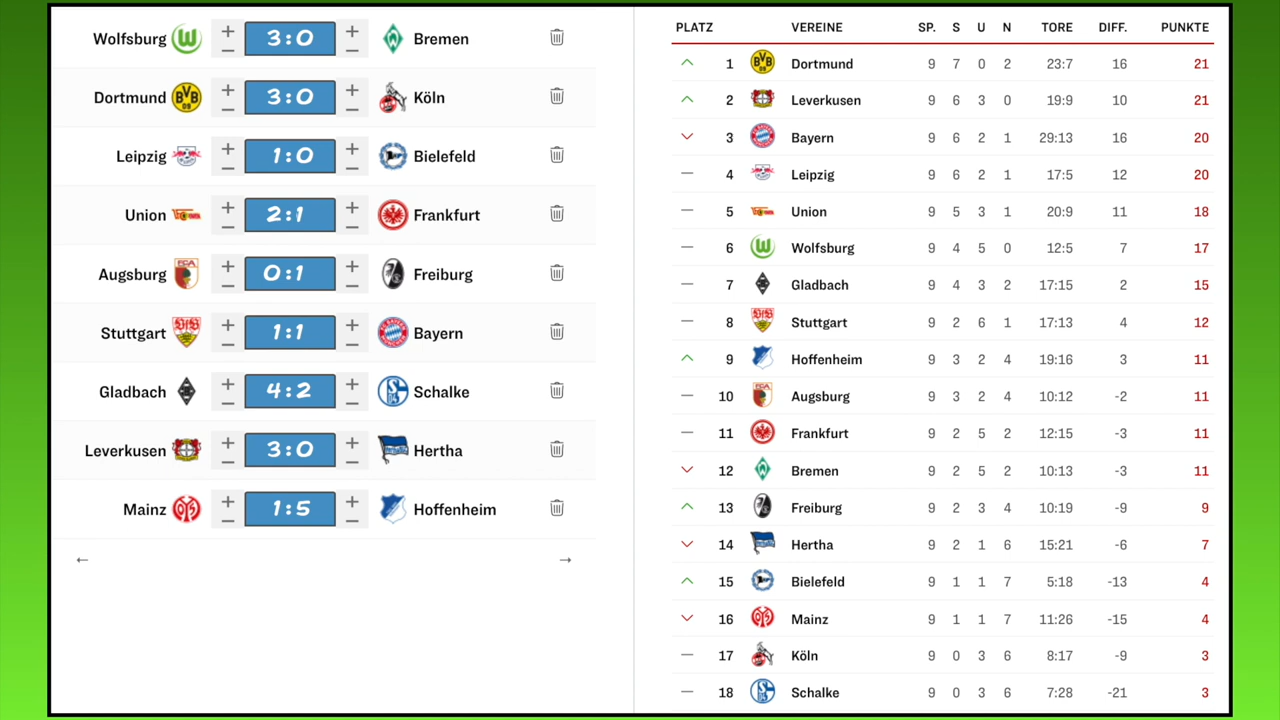 Wolfsburg + − 3:0 + − Bremen
Dortmund + − 3:0 + − Köln
Leipzig + − 1:0 + − Bielefeld
Union + − 2:1 + − Frankfurt
Augsburg + − 0:1 + − Freiburg
Stuttgart + − 1:1 + − Bayern
Gladbach + − 4:2 + − Schalke
Leverkusen + − 3:0 + − Hertha
Mainz + − 1:5 + − Hoffenheim
← →
PLATZ VEREINE SP. S U N TORE DIFF. PUNKTE
1 Dortmund 9 7 0 2 23:7 16 21
2 Leverkusen 9 6 3 0 19:9 10 21
3 Bayern 9 6 2 1 29:13 16 20
4 Leipzig 9 6 2 1 17:5 12 20
5 Union 9 5 3 1 20:9 11 18
6 Wolfsburg 9 4 5 0 12:5 7 17
7 Gladbach 9 4 3 2 17:15 2 15
8 Stuttgart 9 2 6 1 17:13 4 12
9 Hoffenheim 9 3 2 4 19:16 3 11
10 Augsburg 9 3 2 4 10:12 -2 11
11 Frankfurt 9 2 5 2 12:15 -3 11
12 Bremen 9 2 5 2 10:13 -3 11
13 Freiburg 9 2 3 4 10:19 -9 9
14 Hertha 9 2 1 6 15:21 -6 7
15 Bielefeld 9 1 1 7 5:18 -13 4
16 Mainz 9 1 1 7 11:26 -15 4
17 Köln 9 0 3 6 8:17 -9 3
18 Schalke 9 0 3 6 7:28 -21 3